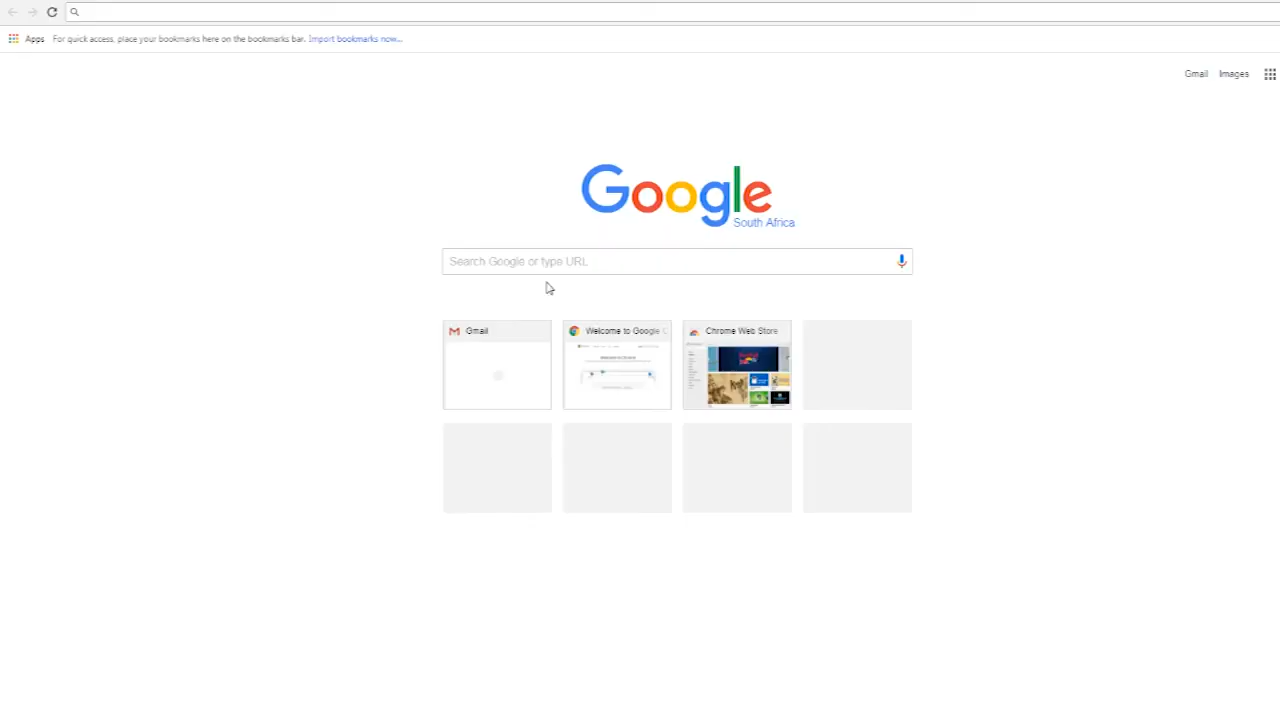 Apps For quick access, place your bookmarks here on the bookmarks bar. Import bookmarks now...
Gmail Images
Google
South Africa
Search Google or type URL
Gmail
Welcome to Google C
Chrome Web Store